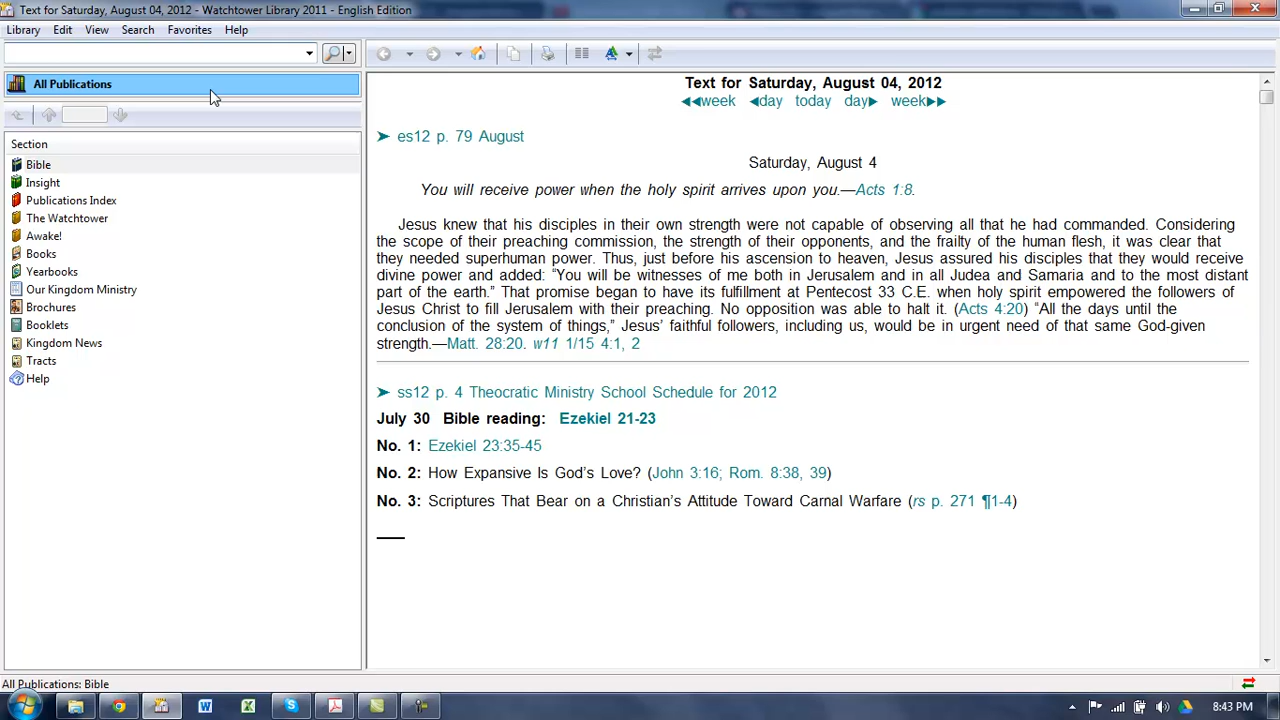 Text for Saturday, August 04, 2012 - Watchtower Library 2011 - English Edition
Library Edit View Search Favorites Help
All Publications
Section
Bible
Insight
Publications Index
The Watchtower
Awake!
Books
Yearbooks
Our Kingdom Ministry
Brochures
Booklets
Kingdom News
Tracts
Help
Text for Saturday, August 04, 2012
◀◀week ◀day today day▶ week▶▶
➤ es12 p. 79 August
Saturday, August 4
You will receive power when the holy spirit arrives upon you.—Acts 1:8.
Jesus knew that his disciples in their own strength were not capable of observing all that he had commanded. Considering
the scope of their preaching commission, the strength of their opponents, and the frailty of the human flesh, it was clear that
they needed superhuman power. Thus, just before his ascension to heaven, Jesus assured his disciples that they would receive
divine power and added: “You will be witnesses of me both in Jerusalem and in all Judea and Samaria and to the most distant
part of the earth.” That promise began to have its fulfillment at Pentecost 33 C.E. when holy spirit empowered the followers of
Jesus Christ to fill Jerusalem with their preaching. No opposition was able to halt it. (Acts 4:20) “All the days until the
conclusion of the system of things,” Jesus’ faithful followers, including us, would be in urgent need of that same God-given
strength.—Matt. 28:20. w11 1/15 4:1, 2
➤ ss12 p. 4 Theocratic Ministry School Schedule for 2012
July 30 Bible reading: Ezekiel 21-23
No. 1: Ezekiel 23:35-45
No. 2: How Expansive Is God’s Love? (John 3:16; Rom. 8:38, 39)
No. 3: Scriptures That Bear on a Christian’s Attitude Toward Carnal Warfare (rs p. 271 ¶1-4)
All Publications: Bible
8:43 PM